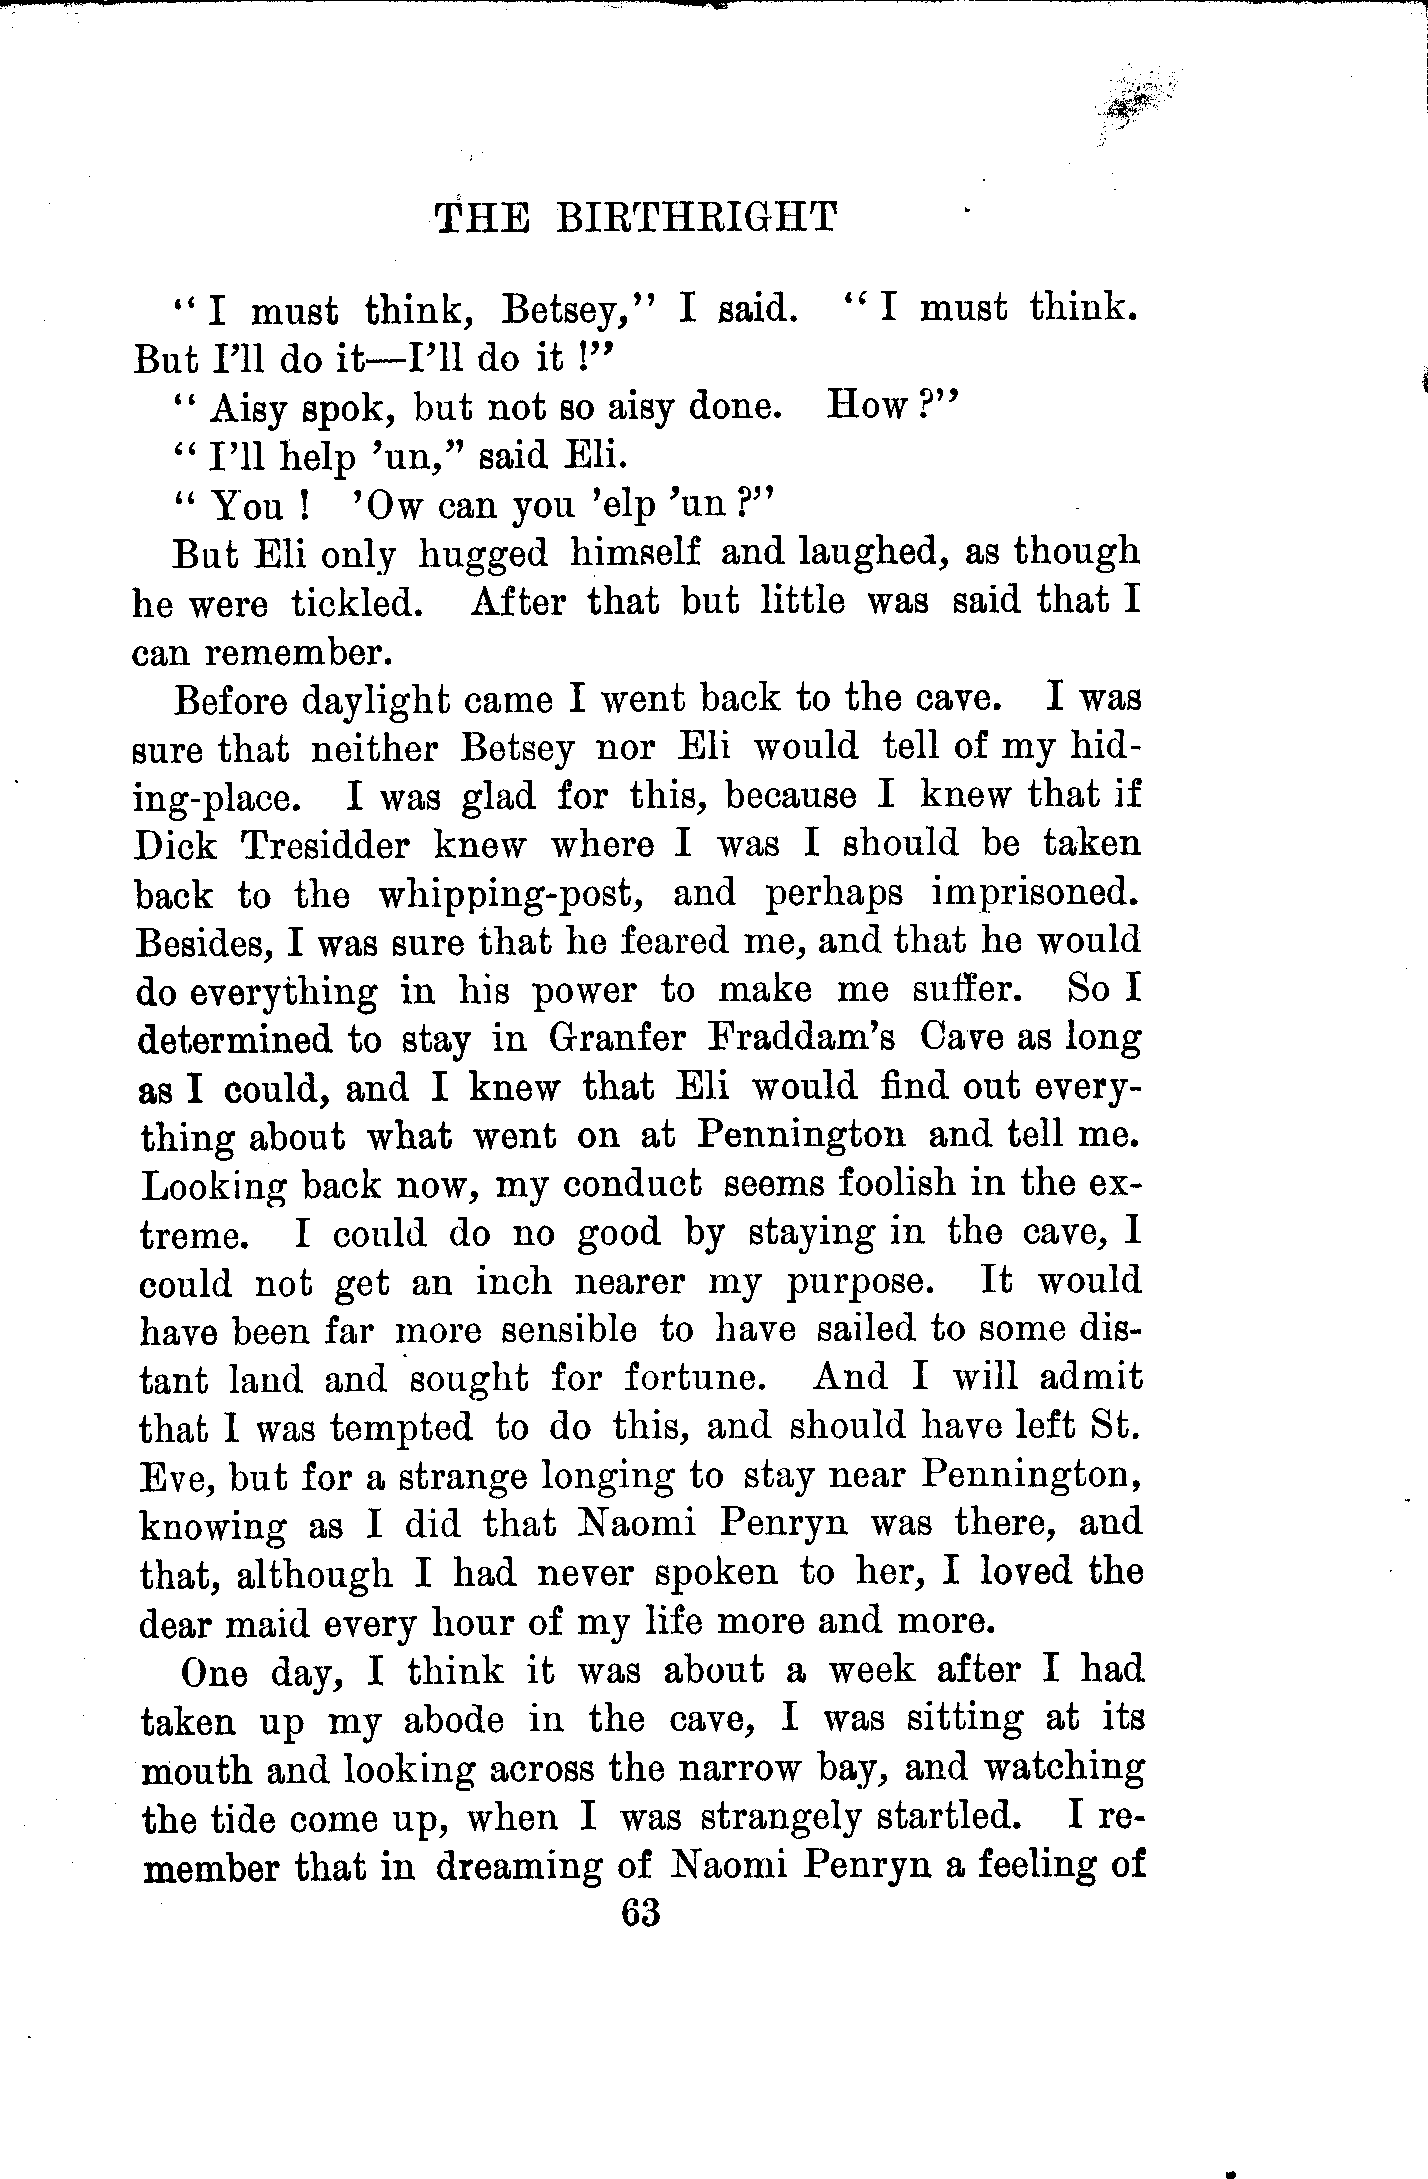 THE BIRTHRIGHT
“I must think, Betsey,” I said. “I must think.
But I’ll do it—I’ll do it!”
“Aisy spok, but not so aisy done. How?”
“I’ll help ’un,” said Eli.
“You! ’Ow can you ’elp ’un?”
But Eli only hugged himself and laughed, as though
he were tickled. After that but little was said that I
can remember.
Before daylight came I went back to the cave. I was
sure that neither Betsey nor Eli would tell of my hid-
ing-place. I was glad for this, because I knew that if
Dick Tresidder knew where I was I should be taken
back to the whipping-post, and perhaps imprisoned.
Besides, I was sure that he feared me, and that he would
do everything in his power to make me suffer. So I
determined to stay in Granfer Fraddam’s Cave as long
as I could, and I knew that Eli would find out every-
thing about what went on at Pennington and tell me.
Looking back now, my conduct seems foolish in the ex-
treme. I could do no good by staying in the cave, I
could not get an inch nearer my purpose. It would
have been far more sensible to have sailed to some dis-
tant land and sought for fortune. And I will admit
that I was tempted to do this, and should have left St.
Eve, but for a strange longing to stay near Pennington,
knowing as I did that Naomi Penryn was there, and
that, although I had never spoken to her, I loved the
dear maid every hour of my life more and more.
One day, I think it was about a week after I had
taken up my abode in the cave, I was sitting at its
mouth and looking across the narrow bay, and watching
the tide come up, when I was strangely startled. I re-
member that in dreaming of Naomi Penryn a feeling of
63